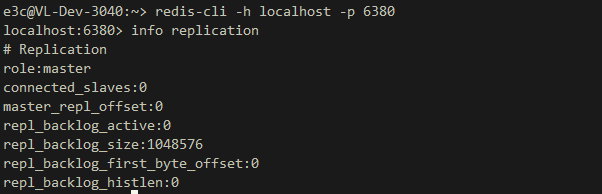 e3c@VL-Dev-3040:~> redis-cli -h localhost -p 6380
localhost:6380> info replication
# Replication
role:master
connected_slaves:0
master_repl_offset:0
repl_backlog_active:0
repl_backlog_size:1048576
repl_backlog_first_byte_offset:0
repl_backlog_histlen:0